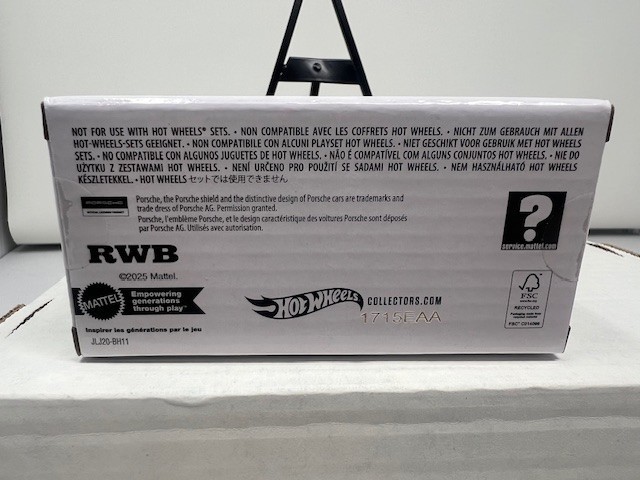 NOT FOR USE WITH HOT WHEELS® SETS. • NON COMPATIBLE AVEC LES COFFRETS HOT WHEELS. • NICHT ZUM GEBRAUCH MIT ALLEN
HOT-WHEELS-SETS GEEIGNET. • NON COMPATIBILE CON ALCUNI PLAYSET HOT WHEELS. • NIET GESCHIKT VOOR GEBRUIK MET HOT WHEELS
SETS. • NO COMPATIBLE CON ALGUNOS JUGUETES DE HOT WHEELS. • NÃO É COMPATÍVEL COM ALGUNS CONJUNTOS HOT WHEELS. • NIE DO
UŻYTKU Z ZESTAWAMI HOT WHEELS. • NENÍ URČENO PRO POUŽITÍ SE SADAMI HOT WHEELS. • NEM HASZNÁLHATÓ HOT WHEELS
KÉSZLETEKKEL. • HOT WHEELS セットでは使用できません
PORSCHE
Porsche, the Porsche shield and the distinctive design of Porsche cars are trademarks and
trade dress of Porsche AG. Permission granted.
Porsche, l'emblème Porsche, et le design caractéristique des voitures Porsche sont déposés
par Porsche AG. Utilisés avec autorisation.
?
service.mattel.com
RWB
©2025 Mattel.
MATTEL
Empowering
generations
through play
Inspirer les générations par le jeu
JLJ20-BH11
HOT WHEELS
COLLECTORS.COM
1715EAA
FSC
RECYCLED
Packaging made from
recycled material